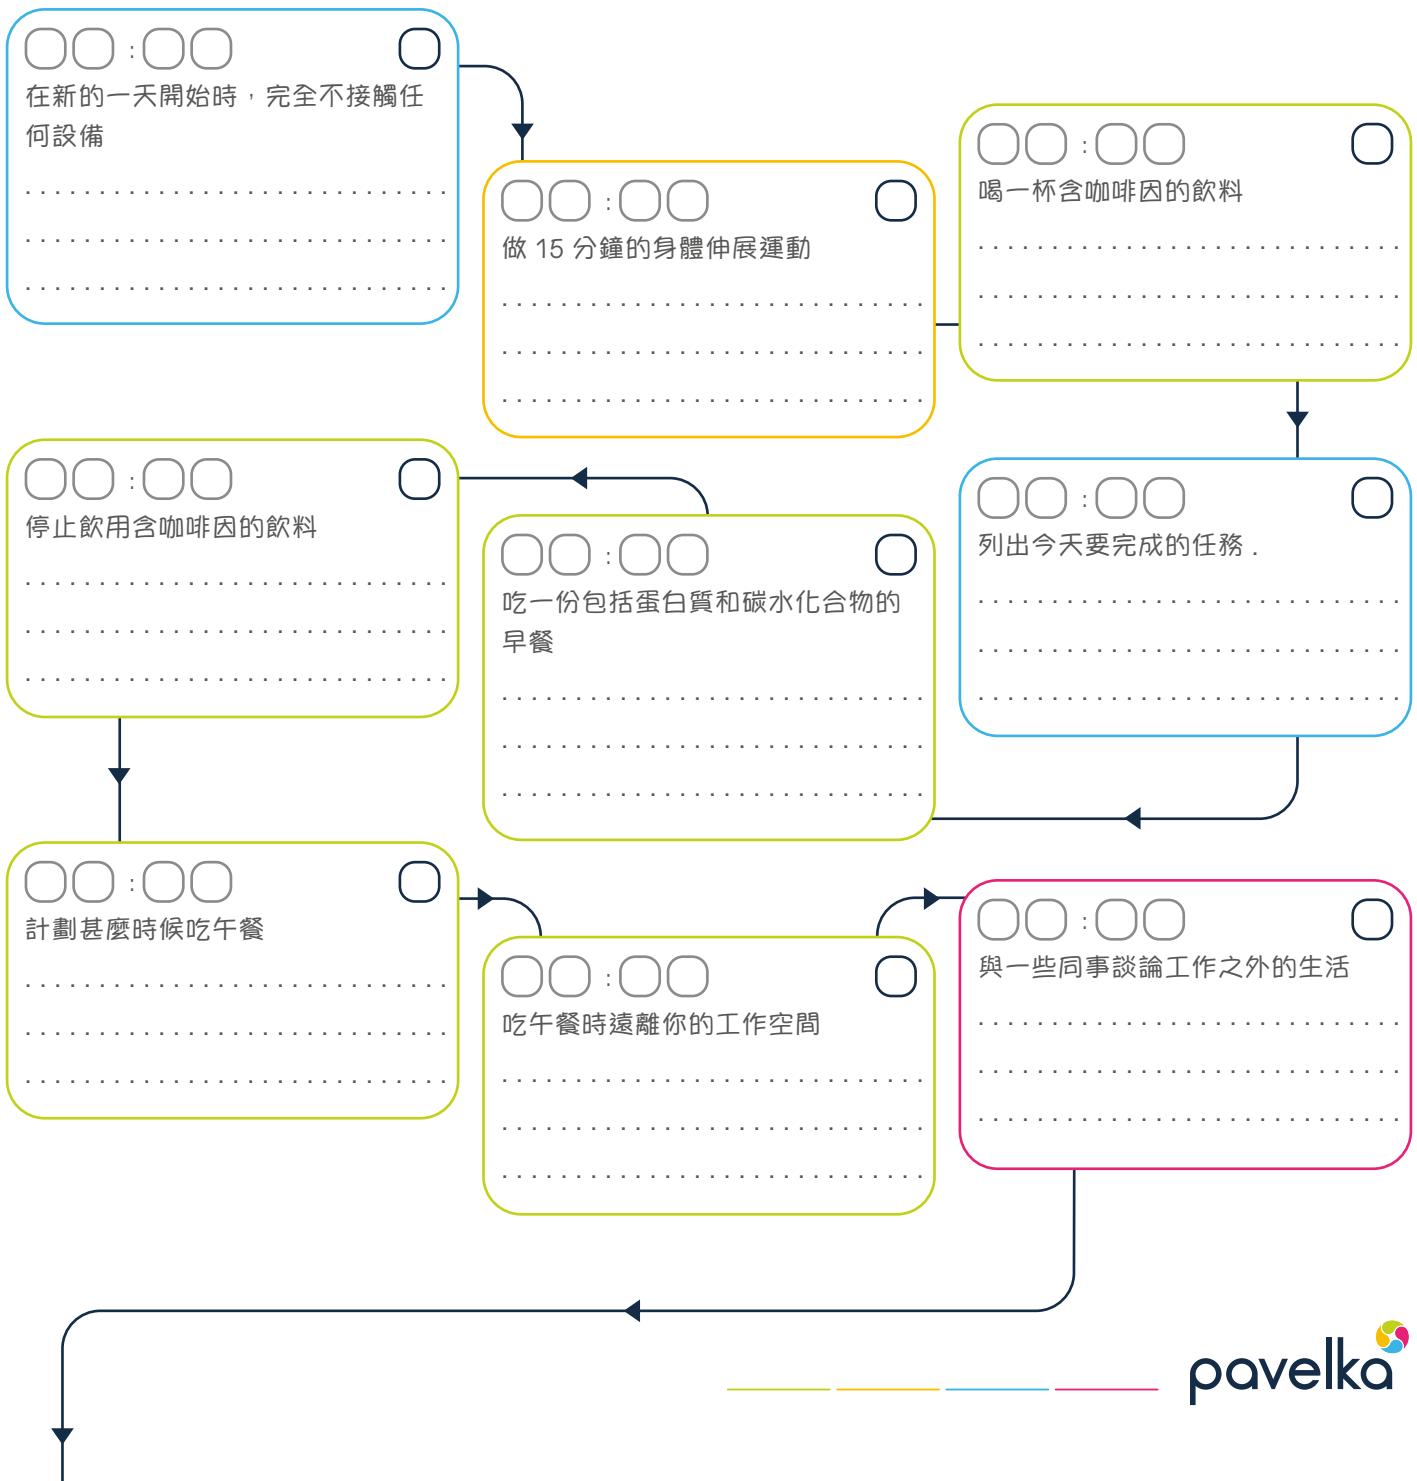 :
在新的一天開始時，完全不接觸任
何設備
:
做 15 分鐘的身體伸展運動
:
喝一杯含咖啡因的飲料
:
列出今天要完成的任務 .
:
吃一份包括蛋白質和碳水化合物的
早餐
:
停止飲用含咖啡因的飲料
:
計劃甚麼時候吃午餐
:
吃午餐時遠離你的工作空間
:
與一些同事談論工作之外的生活
pavelka